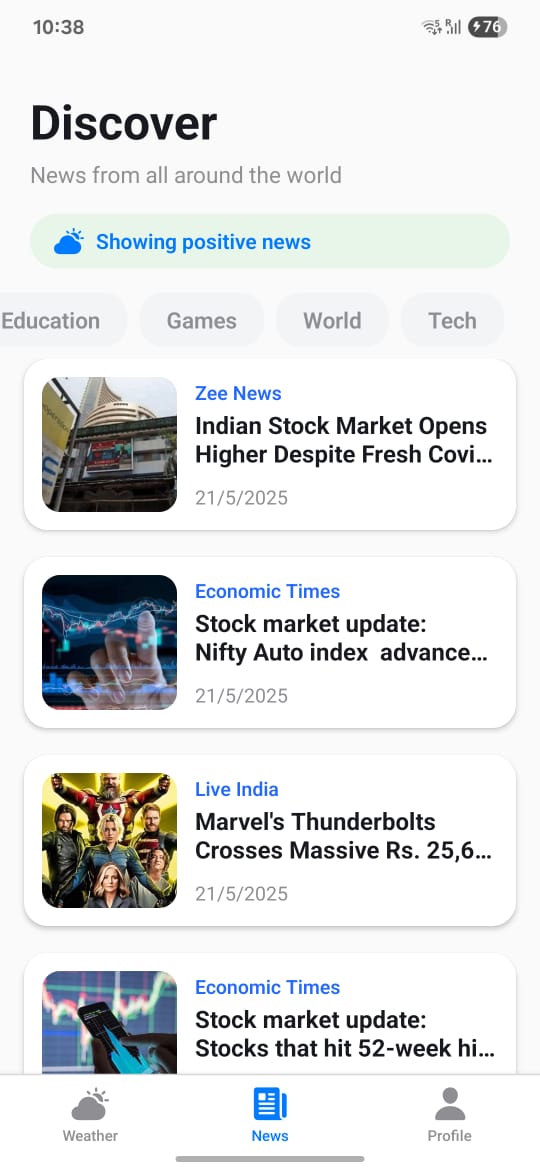 10:38
76
Discover
News from all around the world
Showing positive news
Education
Games
World
Tech
Zee News
Indian Stock Market Opens
Higher Despite Fresh Covi...
21/5/2025
Economic Times
Stock market update:
Nifty Auto index advance...
21/5/2025
Live India
Marvel's Thunderbolts
Crosses Massive Rs. 25,6...
21/5/2025
Economic Times
Stock market update:
Stocks that hit 52-week hi...
Weather
News
Profile